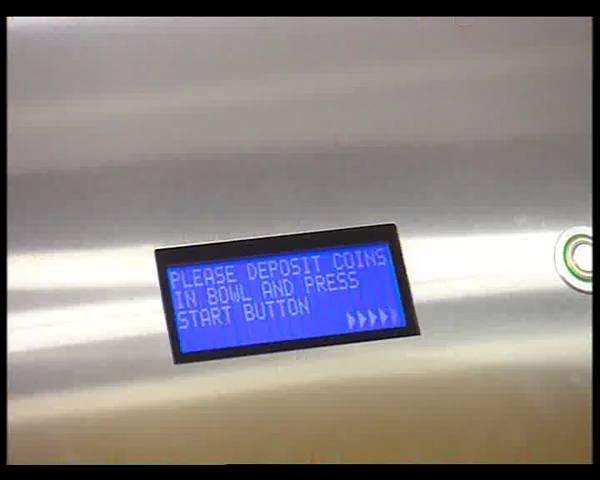 PLEASE DEPOSIT COINS
IN BOWL AND PRESS
START BUTTON